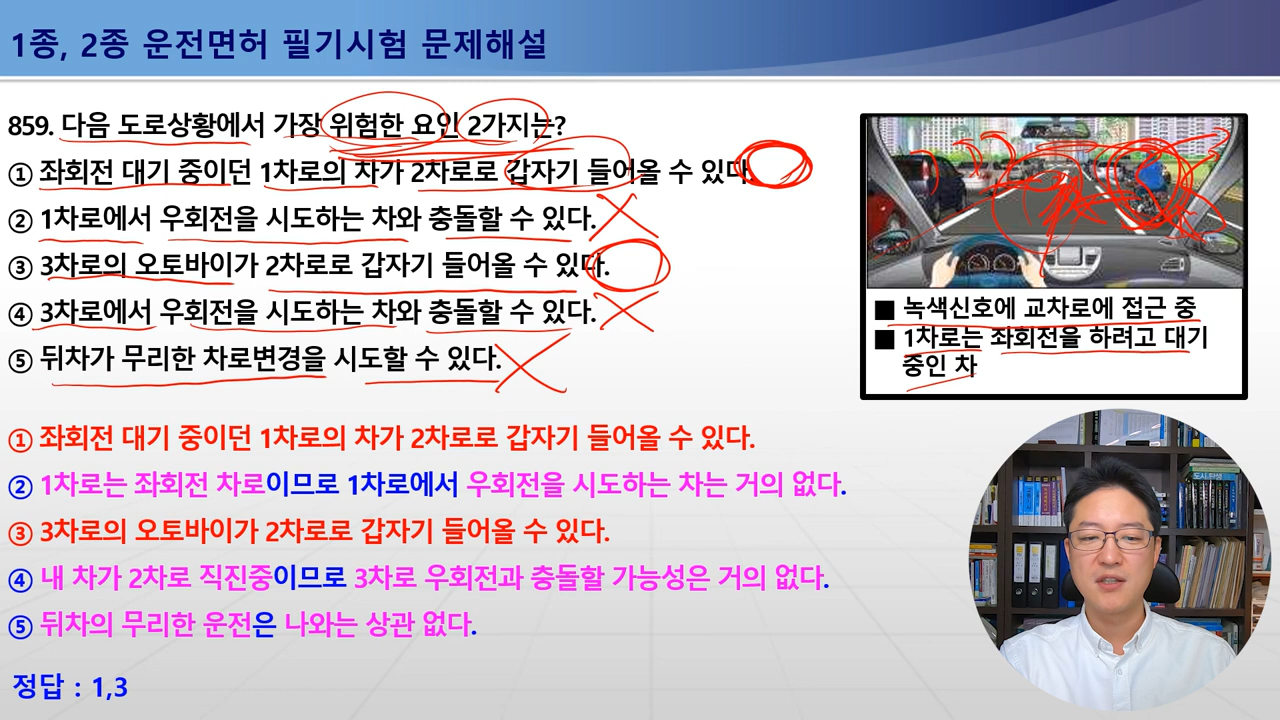 1종, 2종 운전면허 필기시험 문제해설
859. 다음 도로상황에서 가장 위험한 요인 2가지는?
① 좌회전 대기 중이던 1차로의 차가 2차로로 갑자기 들어올 수 있다.
② 1차로에서 우회전을 시도하는 차와 충돌할 수 있다.
③ 3차로의 오토바이가 2차로로 갑자기 들어올 수 있다.
④ 3차로에서 우회전을 시도하는 차와 충돌할 수 있다.
⑤ 뒤차가 무리한 차로변경을 시도할 수 있다.
■ 녹색신호에 교차로에 접근 중
■ 1차로는 좌회전을 하려고 대기
중인 차
① 좌회전 대기 중이던 1차로의 차가 2차로로 갑자기 들어올 수 있다.
② 1차로는 좌회전 차로이므로 1차로에서 우회전을 시도하는 차는 거의 없다.
③ 3차로의 오토바이가 2차로로 갑자기 들어올 수 있다.
④ 내 차가 2차로 직진중이므로 3차로 우회전과 충돌할 가능성은 거의 없다.
⑤ 뒤차의 무리한 운전은 나와는 상관 없다.
정답 : 1,3